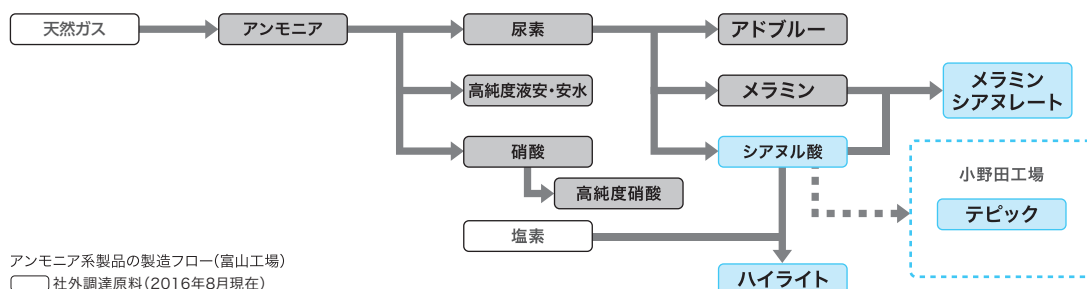 天然ガス
アンモニア
尿素
アドブルー
高純度液安・安水
メラミン
メラミン
シアヌレート
硝酸
シアヌル酸
小野田工場
高純度硝酸
テピック
塩素
アンモニア系製品の製造フロー(富山工場)
社外調達原料(2016年8月現在)
ハイライト